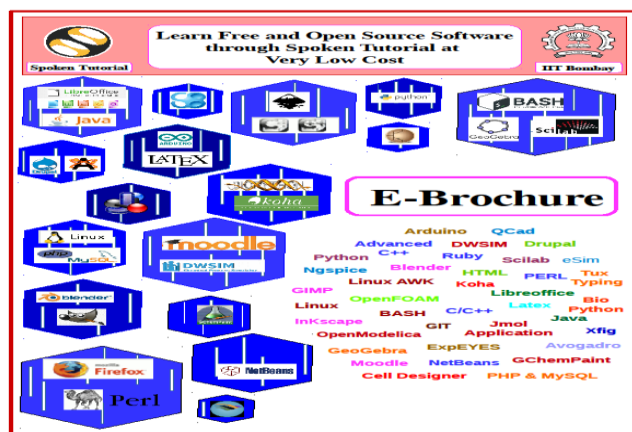 Learn Free and Open Source Software
through Spoken Tutorial at
Very Low Cost
Spoken Tutorial
IIT Bombay
LibreOffice
Java
python
BASH
GeoGebra
Scilab
ARDUINO
LATEX
Drupal
koha
Linux
php
MySQL
moodle
DWSIM
blender
mozilla
Firefox
Perl
NetBeans
E-Brochure
Arduino QCad
Advanced C++ DWSIM Drupal
Python Ruby Scilab eSim
Ngspice Blender HTML PERL Tux Typing
GIMP Linux AWK Koha
Linux OpenFOAM Libreoffice Bio Python
BASH C/C++ Latex Java
InKscape GIT Jmol Application Xfig
OpenModelica
GeoGebra ExpEYES Avogadro
Moodle NetBeans GChemPaint
Cell Designer PHP & MySQL